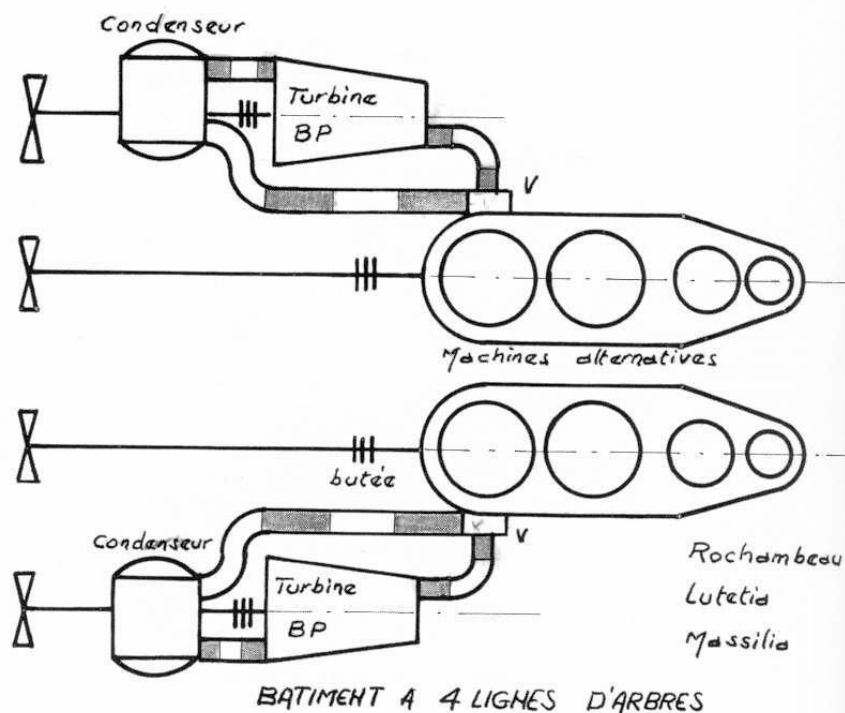 Condenseur
Turbine
BP
V
Machines alternatives
butée
Condenseur
V
Turbine
BP
Rochambeau
Lutetia
Massilia
BATIMENT A 4 LIGNES D'ARBRES